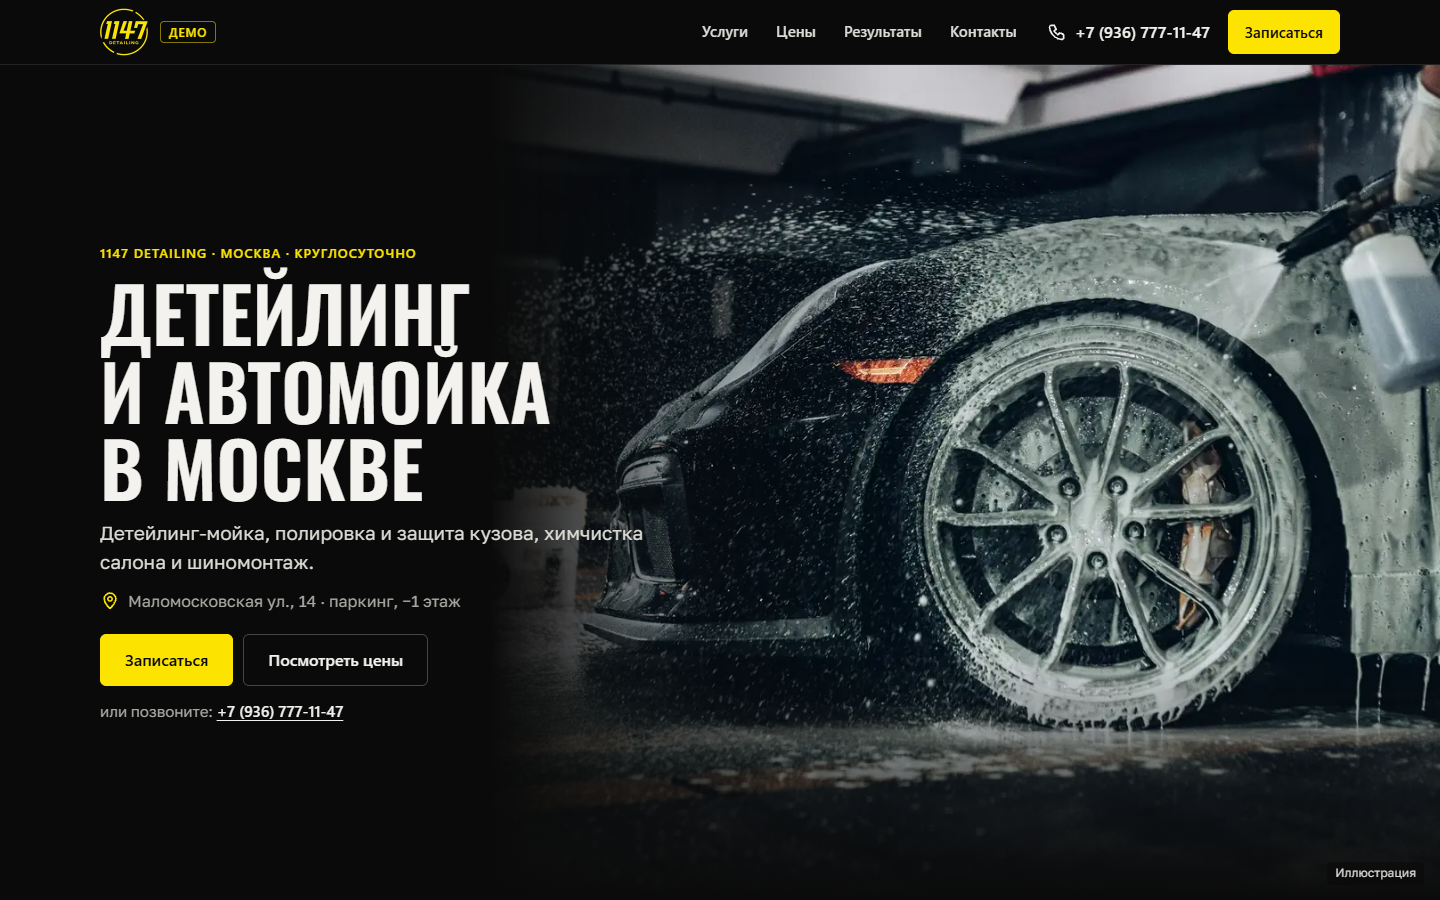 1147
DETAILING
ДЕМО
Услуги
Цены
Результаты
Контакты
+7 (936) 777-11-47
Записаться
1147 DETAILING · МОСКВА · КРУГЛОСУТОЧНО
ДЕТЕЙЛИНГ
И АВТОМОЙКА
В МОСКВЕ
Детейлинг-мойка, полировка и защита кузова, химчистка
салона и шиномонтаж.
Маломосковская ул., 14 · паркинг, −1 этаж
Записаться
Посмотреть цены
или позвоните: +7 (936) 777-11-47
Иллюстрация